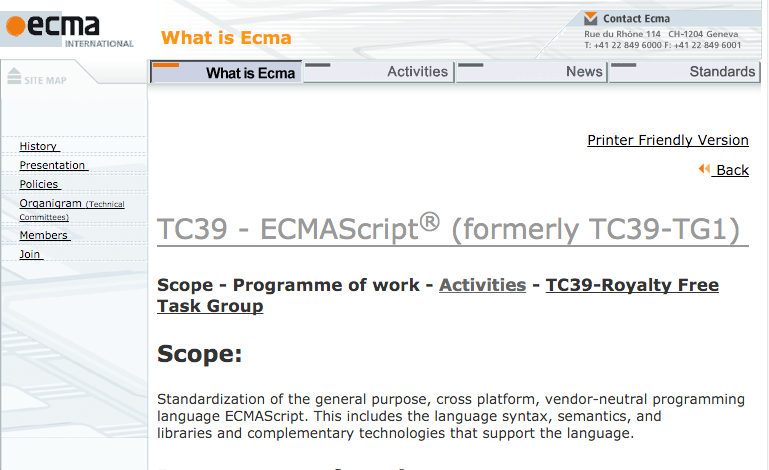 ecma
INTERNATIONAL
What is Ecma
Contact Ecma
Rue du Rhône 114 CH-1204 Geneva
T: +41 22 849 6000 F: +41 22 849 6001
SITE MAP
What is Ecma
Activities
News
Standards
History
Presentation
Policies
Organigram (Technical
Committees)
Members
Join
Printer Friendly Version
Back
TC39 - ECMAScript® (formerly TC39-TG1)
Scope - Programme of work - Activities - TC39-Royalty Free
Task Group
Scope:
Standardization of the general purpose, cross platform, vendor-neutral programming
language ECMAScript. This includes the language syntax, semantics, and
libraries and complementary technologies that support the language.